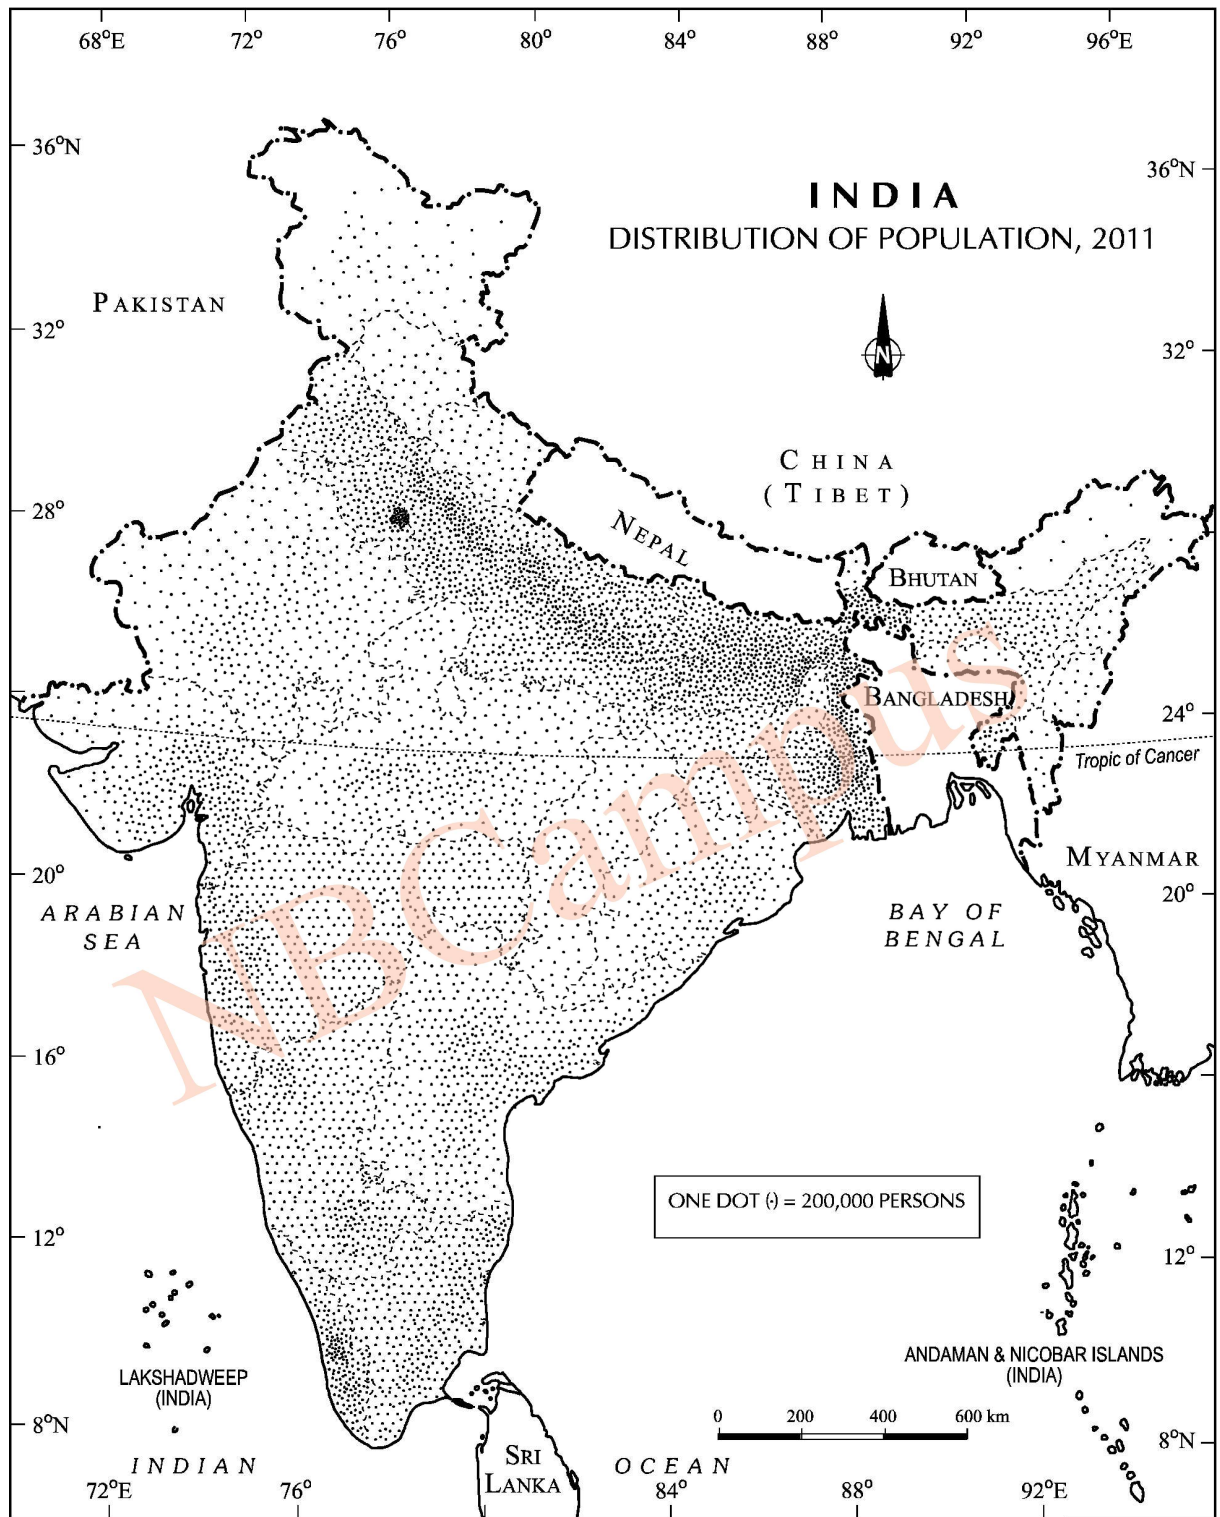 68°E 72° 76° 80° 84° 88° 92° 96°E
36°N
36°N
INDIA
DISTRIBUTION OF POPULATION, 2011
PAKISTAN
N
32°
32°
CHINA
(TIBET)
28°
NEPAL
BHUTAN
BANGLADESH
24°
Tropic of Cancer
MYANMAR
20°
20°
ARABIAN
SEA
BAY OF
BENGAL
NBCampus
16°
ONE DOT (·) = 200,000 PERSONS
12°
12°
LAKSHADWEEP
(INDIA)
ANDAMAN & NICOBAR ISLANDS
(INDIA)
0 200 400 600 km
8°N
8°N
INDIAN
SRI
LANKA
OCEAN
72°E 76° 84° 88° 92°E